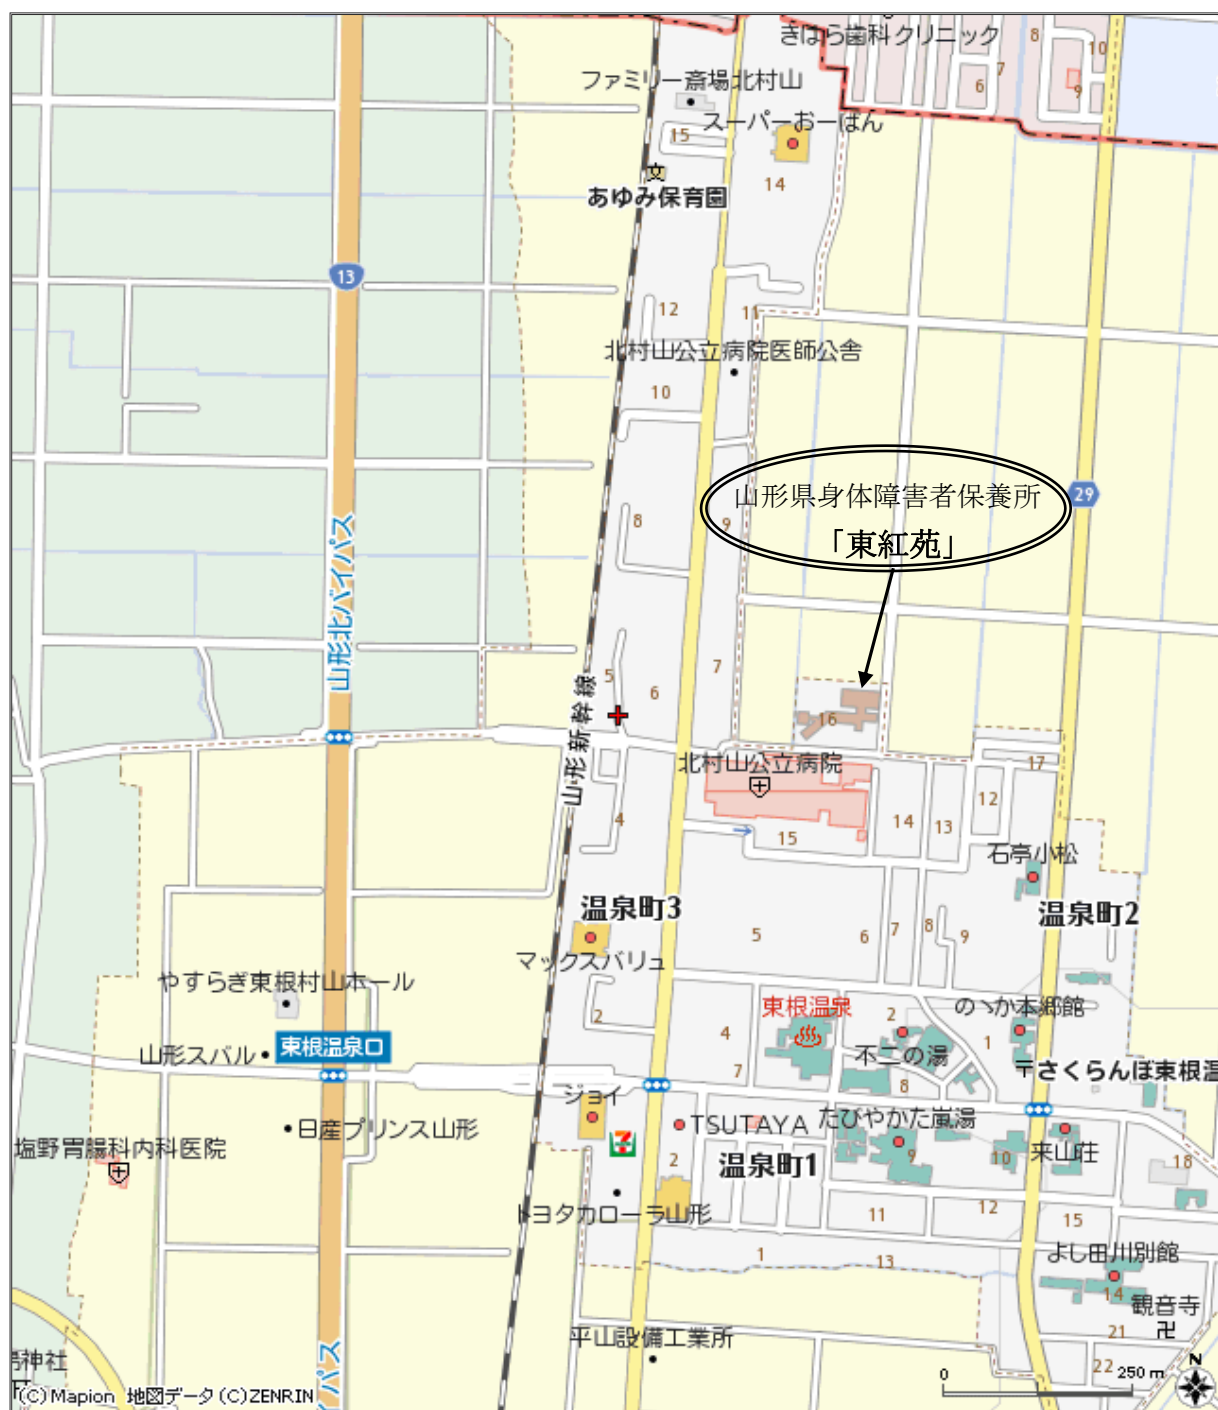 きはら歯科クリニック
8
10
7
6
9
ファミリー斎場北村山
15
スーパーおーばん
14
文
あゆみ保育園
13
12
11
北村山公立病院医師公舎
10
山形県身体障害者保養所
「東紅苑」
29
9
8
山形北バイパス
7
5
6
山形新幹線
16
北村山公立病院
17
12
14
13
15
4
石亭小松
温泉町3
温泉町2
5
6
7
8
9
マックスバリュ
やすらぎ東根村山ホール
東根温泉
2
4
2
のゝか本郷館
1
山形スバル
東根温泉口
不二の湯
7
8
〒さくらんぼ東根温
ジョイ
TSUTAYA
たびやかた嵐湯
日産プリンス山形
7
塩野胃腸科内科医院
2
温泉町1
9
10
来山荘
18
トヨタカローラ山形
11
12
15
1
13
よし田川別館
14
観音寺
卍
平山設備工業所
21
22
神社
パス
0
250 m
N
(C)Mapion 地図データ (C)ZENRIN